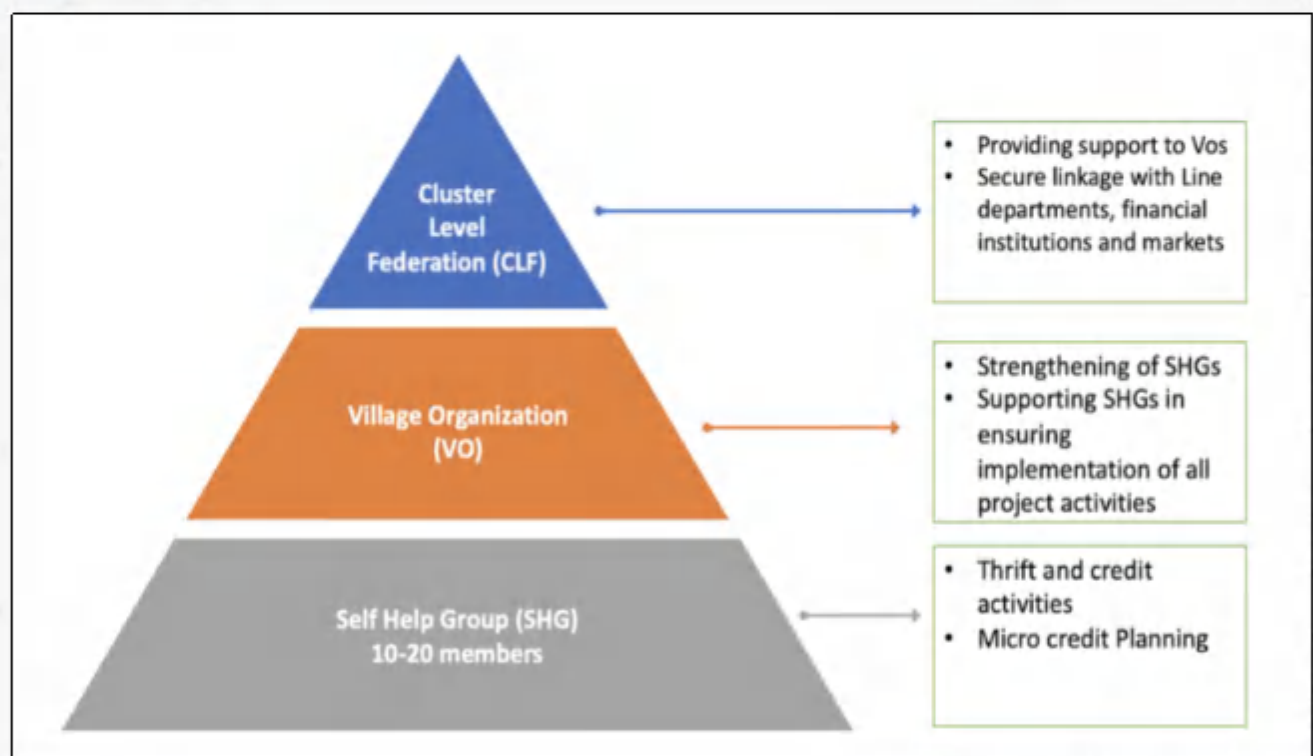 Cluster
Level
Federation (CLF)
• Providing support to Vos
• Secure linkage with Line
departments, financial
institutions and markets
Village Organization
(VO)
• Strengthening of SHGs
• Supporting SHGs in
ensuring
implementation of all
project activities
Self Help Group (SHG)
10-20 members
• Thrift and credit
activities
• Micro credit Planning